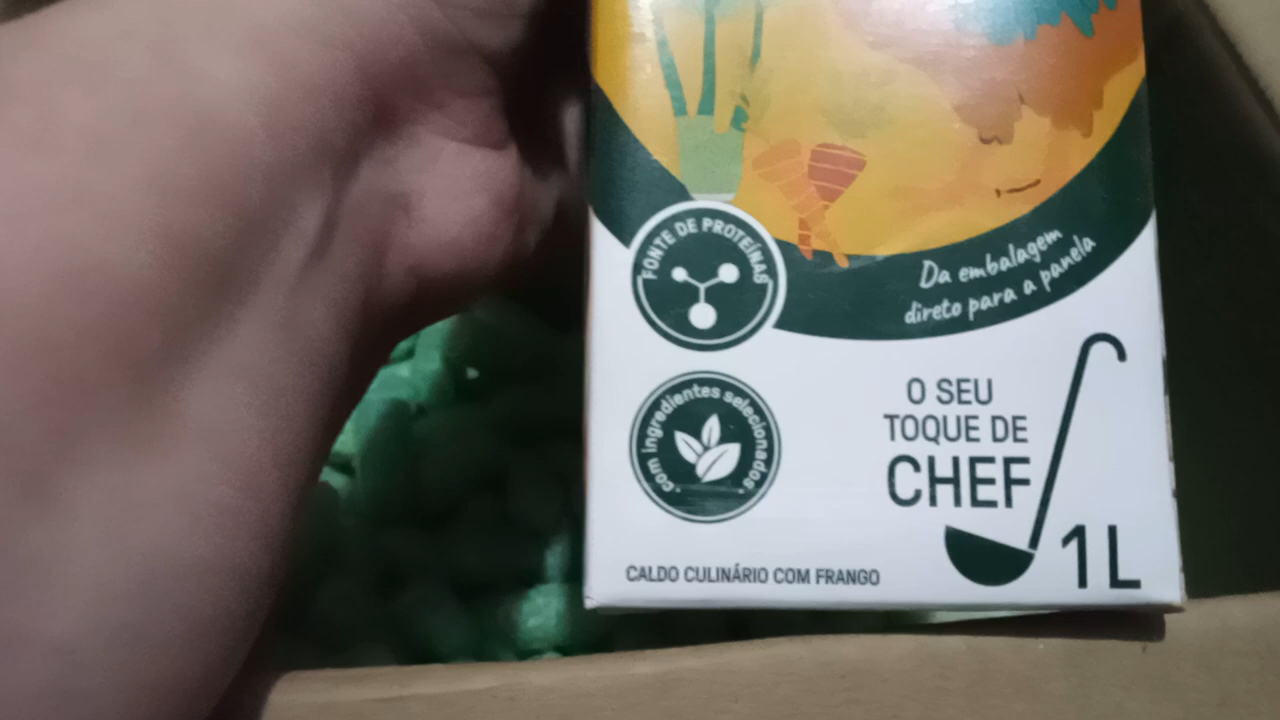 FONTE DE PROTEÍNAS
Da embalagem
direto para a panela
com ingredientes selecionados
O SEU
TOQUE DE
CHEF
1L
CALDO CULINÁRIO COM FRANGO